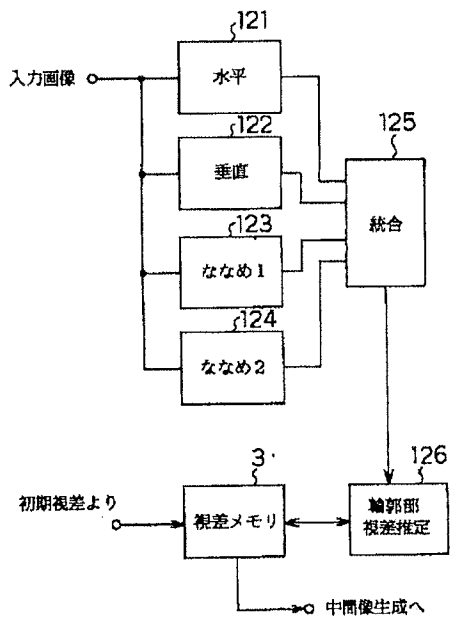 121
入力画像
水平
122
垂直
125
統合
123
ななめ1
124
ななめ2
3
126
初期視差より
視差メモリ
輪郭部
視差推定
中間像生成へ